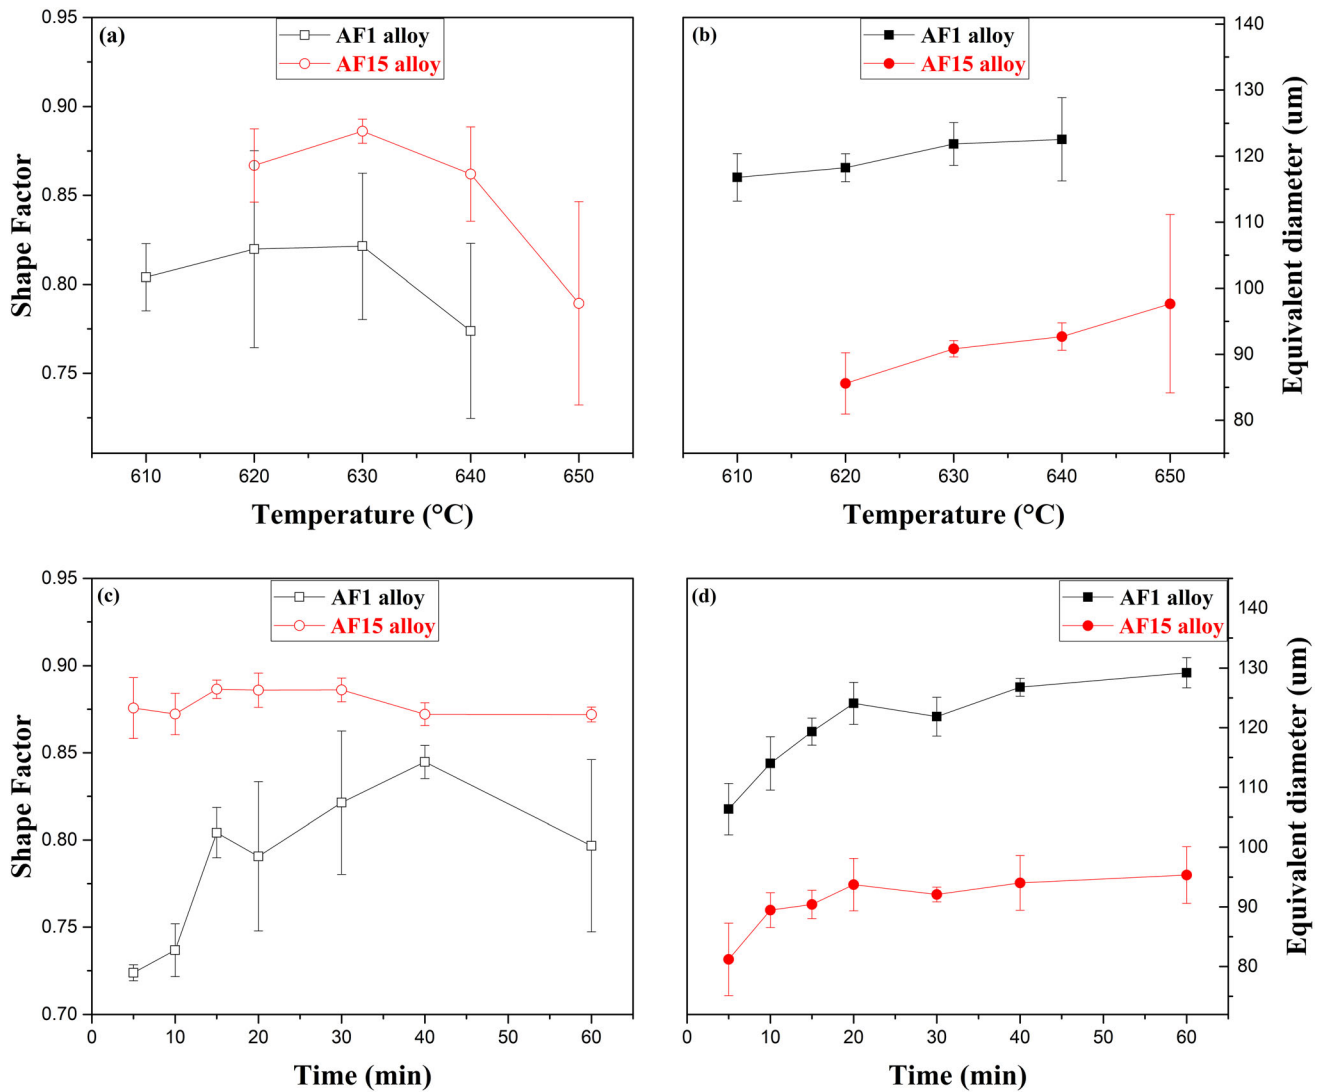 (a)
AF1 alloy
AF15 alloy
0.95
0.90
0.85
0.80
0.75
Shape Factor
610 620 630 640 650
Temperature (°C)
(b)
AF1 alloy
AF15 alloy
140
130
120
110
100
90
80
Equivalent diameter (um)
610 620 630 640 650
Temperature (°C)
(c)
AF1 alloy
AF15 alloy
0.95
0.90
0.85
0.80
0.75
0.70
Shape Factor
0 10 20 30 40 50 60
Time (min)
(d)
AF1 alloy
AF15 alloy
140
130
120
110
100
90
80
Equivalent diameter (um)
0 10 20 30 40 50 60
Time (min)